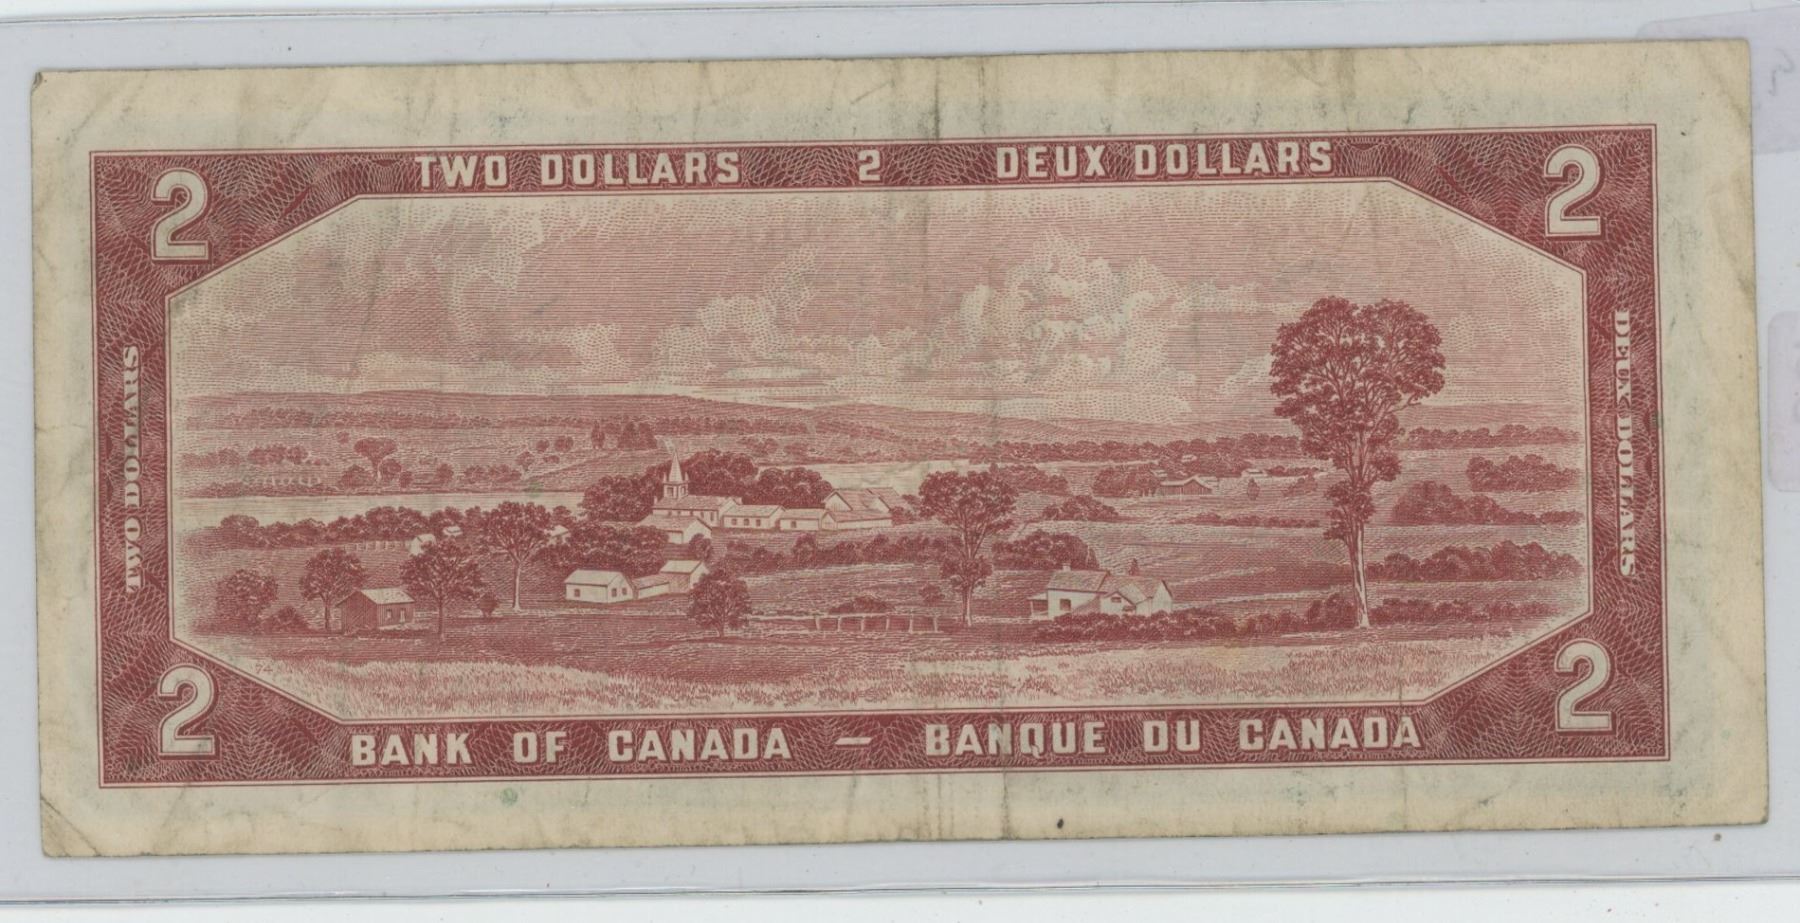 TWO DOLLARS 2 DEUX DOLLARS
2
2
TWO DOLLARS
DEUX DOLLARS
74
2
2
BANK OF CANADA — BANQUE DU CANADA